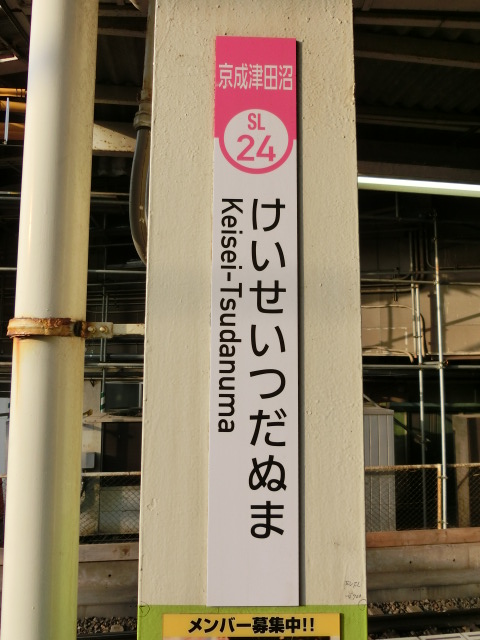 京成津田沼
SL
24
けいせいつだぬま
Keisei-Tsudanuma
メンバー募集中!!